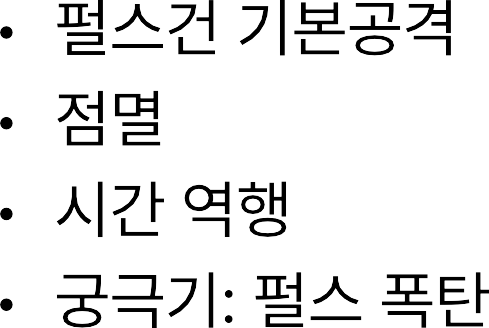 • 펄스건 기본공격
• 점멸
• 시간 역행
• 궁극기: 펄스 폭탄